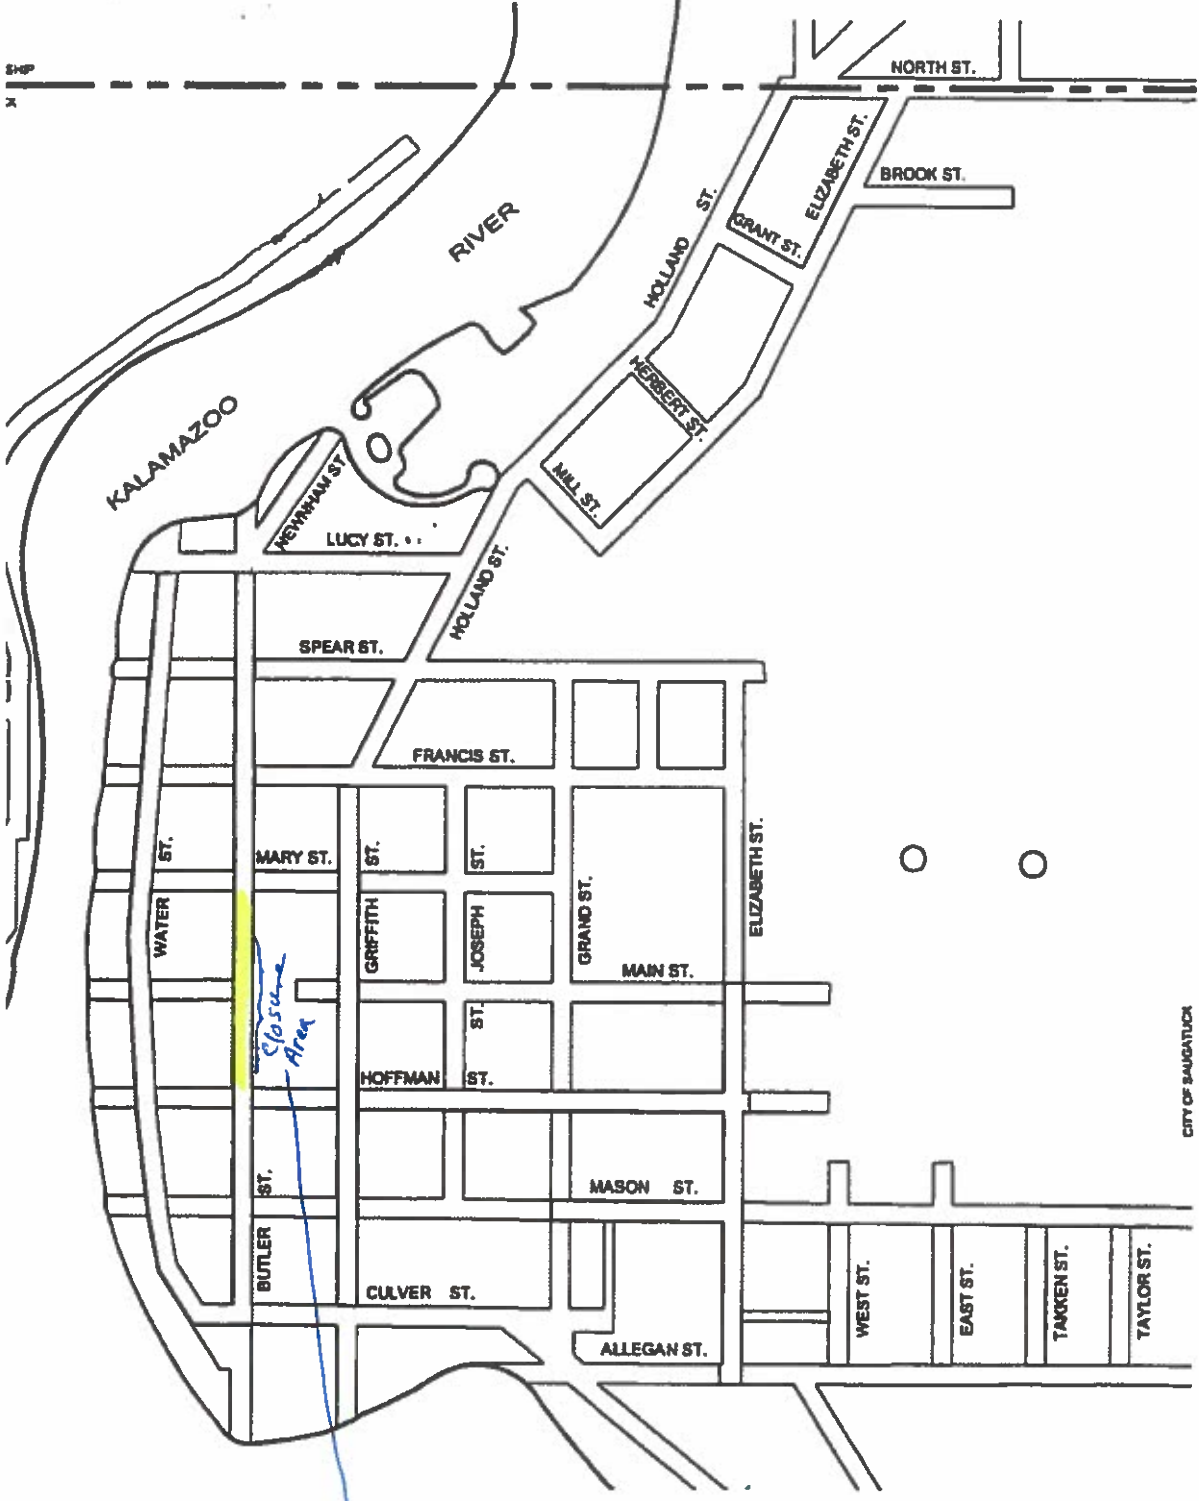 SHIP
NORTH ST.
BROOK ST.
ELIZABETH ST.
GRANT ST.
HOLLAND ST.
RIVER
HERBERT ST.
MILL ST.
KALAMAZOO
NEWNHAM ST.
LUCY ST.
HOLLAND ST.
SPEAR ST.
FRANCIS ST.
MARY ST.
WATER ST.
GRIFFITH ST.
JOSEPH ST.
GRAND ST.
ELIZABETH ST.
MAIN ST.
ST.
Closure
Area
HOFFMAN ST.
CITY OF SAUGATUCK
MASON ST.
BUTLER ST.
CULVER ST.
ALLEGAN ST.
WEST ST.
EAST ST.
TAKKEN ST.
TAYLOR ST.